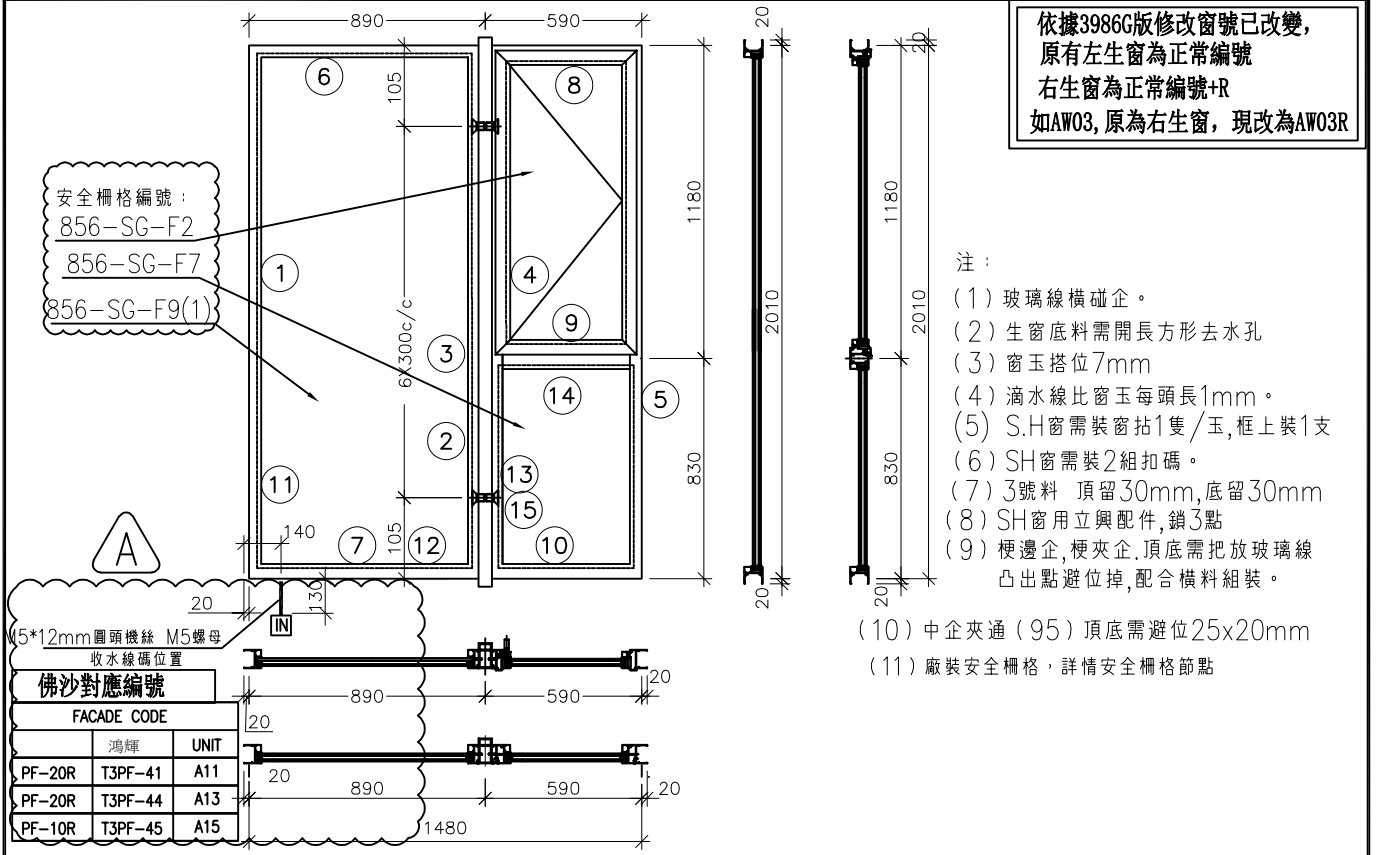 890
590
20
20
依據3986G版修改窗號已改變,
原有左生窗為正常編號
右生窗為正常編號+R
如AW03,原為右生窗，現改為AW03R
6
8
105
安全柵格編號：
856-SG-F2
856-SG-F7
856-SG-F9(1)
1
4
9
3
6X300c/c
14
5
2
11
13
15
7
12
10
105
1180
830
2010
1180
830
2010
20
20
注：
(1)玻璃線橫碰企。
(2)生窗底料需開長方形去水孔
(3)窗玉搭位7mm
(4)滴水線比窗玉每頭長1mm。
(5) S.H窗需裝窗拈1隻/玉,框上裝1支
(6)SH窗需裝2組扣碼。
(7)3號料 頂留30mm,底留30mm
(8)SH窗用立興配件,鎖3點
(9)梗邊企,梗夾企.頂底需把放玻璃線
凸出點避位掉,配合橫料組裝。
(10)中企夾通(95)頂底需避位25x20mm
(11)廠裝安全柵格，詳情安全柵格節點
A
140
20
130
IN
M5*12mm圓頭機絲 M5螺母
收水線碼位置
佛沙對應編號
FACADE CODE
鴻輝 UNIT
PF-20R T3PF-41 A11
PF-20R T3PF-44 A13
PF-10R T3PF-45 A15
890
590
20
20
20
890
590
20
1480